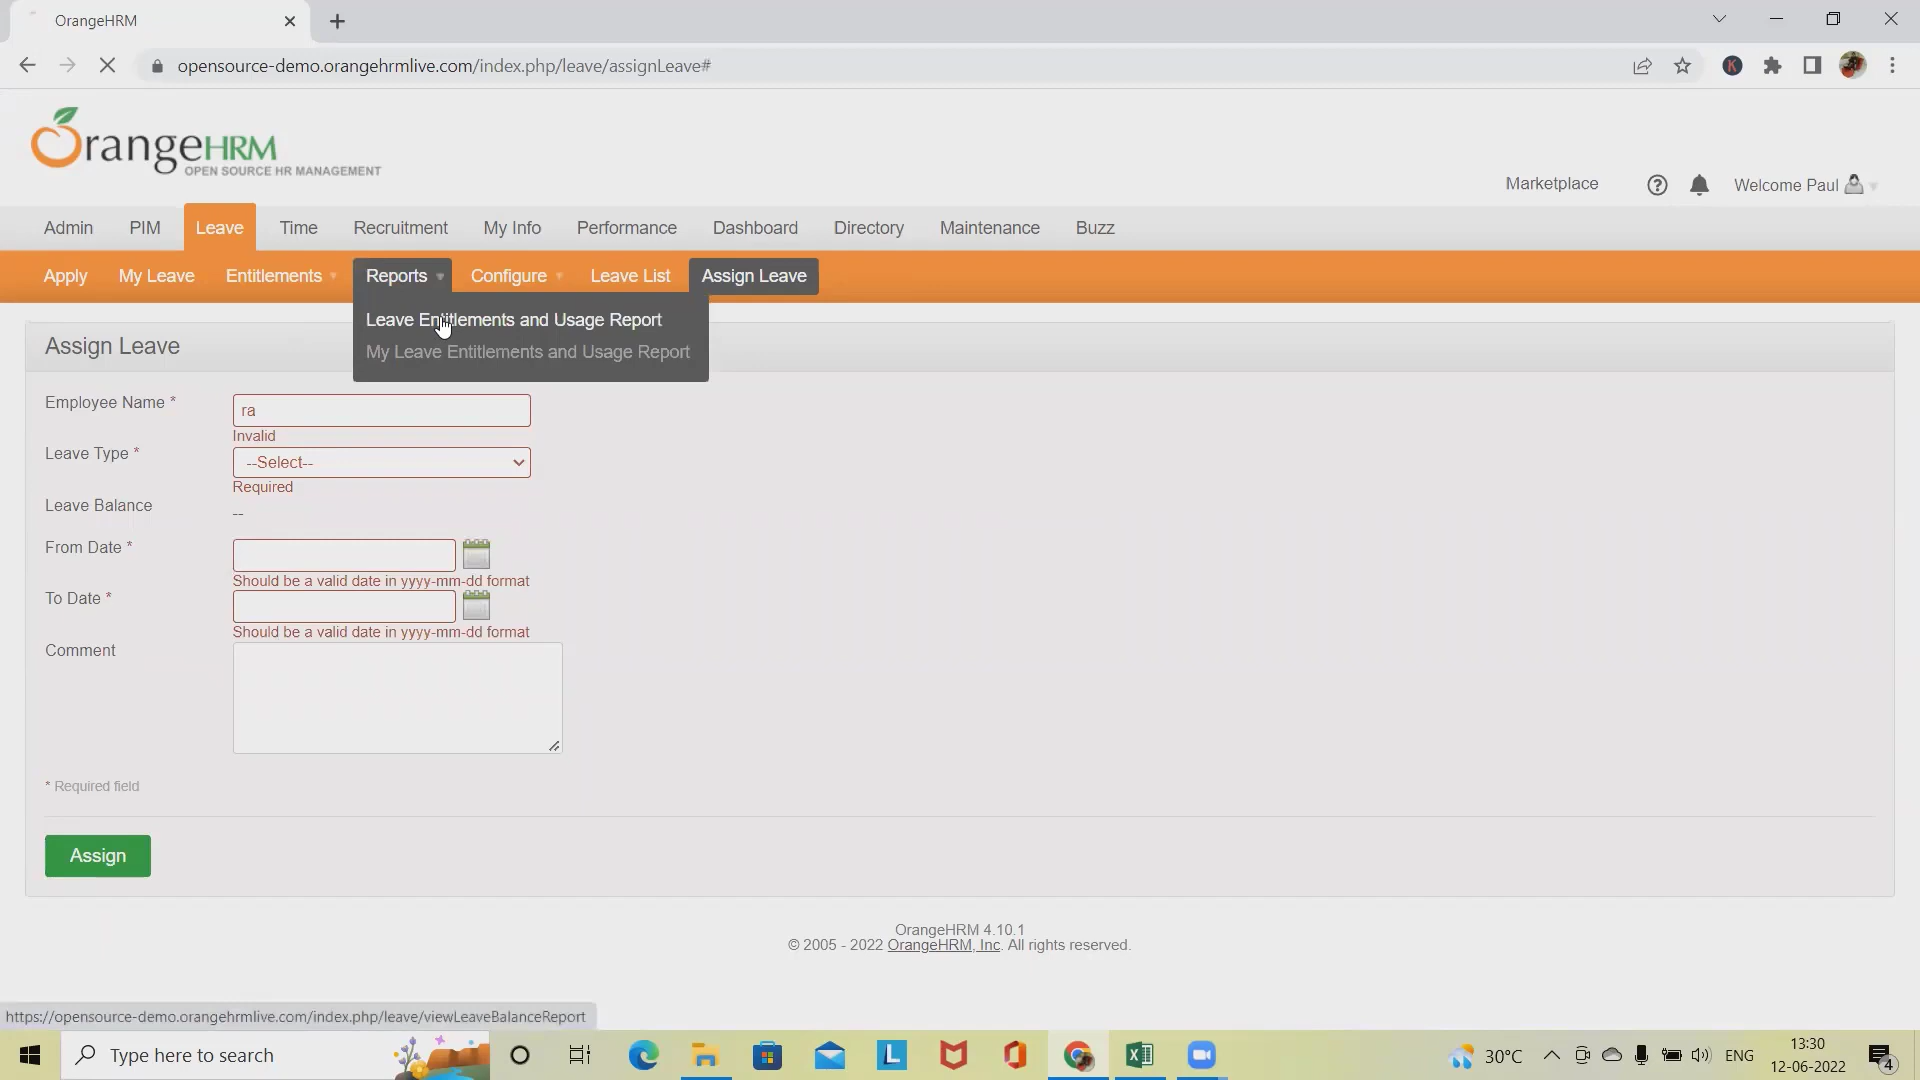 OrangeHRM
opensource-demo.orangehrmlive.com/index.php/leave/assignLeave#
K
OrangeHRM
OPEN SOURCE HR MANAGEMENT
Marketplace
Welcome Paul
Admin PIM Leave Time Recruitment My Info Performance Dashboard Directory Maintenance Buzz
Apply My Leave Entitlements Reports Configure Leave List Assign Leave
Leave Entitlements and Usage Report
My Leave Entitlements and Usage Report
Assign Leave
Employee Name * ra
Invalid
Leave Type * --Select--
Required
Leave Balance --
From Date *
Should be a valid date in yyyy-mm-dd format
To Date *
Should be a valid date in yyyy-mm-dd format
Comment
* Required field
Assign
OrangeHRM 4.10.1
© 2005 - 2022 OrangeHRM, Inc. All rights reserved.
https://opensource-demo.orangehrmlive.com/index.php/leave/viewLeaveBalanceReport
Type here to search
L
30°C
ENG
13:30
12-06-2022
4